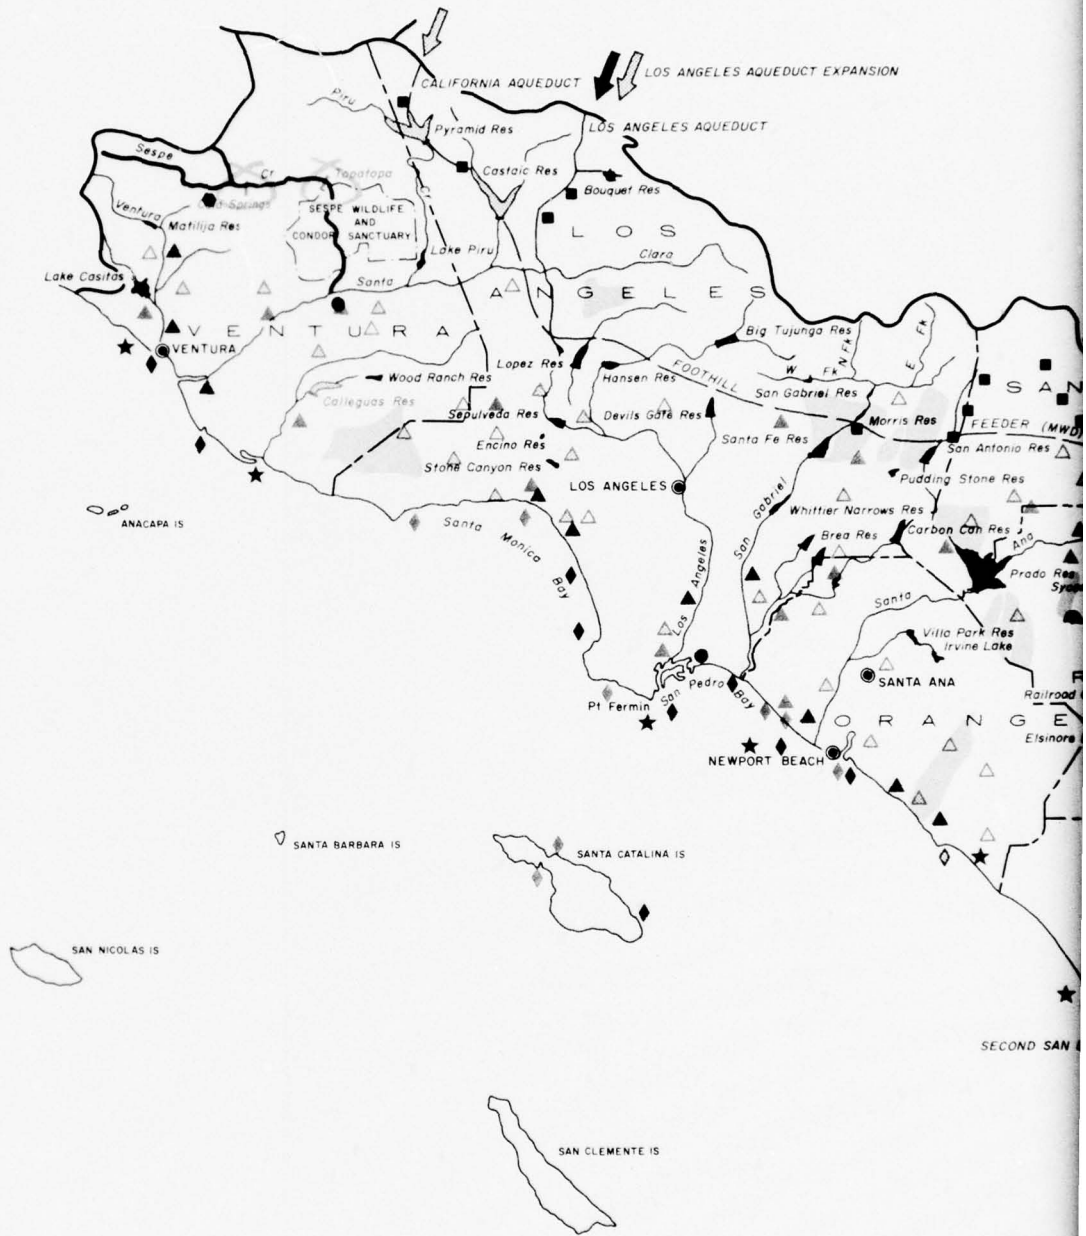 LOS ANGELES AQUEDUCT EXPANSION
CALIFORNIA AQUEDUCT
Piru
LOS ANGELES AQUEDUCT
Pyramid Res
Sespe
Castaic Res
Cr
Topatopa
Cr
Bouquet Res
Cold Springs
SESPE WILDLIFE
AND
CONDOR SANCTUARY
Ventura
Matilija Res
LOS
Lake Piru
Clara
Lake Casitas
Santa
ANGELES
VENTURA
Big Tujunga Res
VENTURA
Lopez Res
FOOTHILL
W Fk
N Fk
E Fk
Wood Ranch Res
Hansen Res
San Gabriel Res
SAN
Calleguas Res
Sepulveda Res
Devils Gate Res
Morris Res
FEEDER (MWD)
Encino Res
Santa Fe Res
San Antonio Res
Stone Canyon Res
Pudding Stone Res
LOS ANGELES
San Gabriel
Whittier Narrows Res
ANACAPA IS
Santa Monica Bay
Brea Res
Carbon Can Res
Ana
Los Angeles
Prado Res
Santa
Villa Park Res
Irvine Lake
SANTA ANA
Pt Fermin
San Pedro Bay
Railroad
ORANGE
Elsinore
NEWPORT BEACH
SANTA BARBARA IS
SANTA CATALINA IS
SAN NICOLAS IS
SECOND SAN
SAN CLEMENTE IS